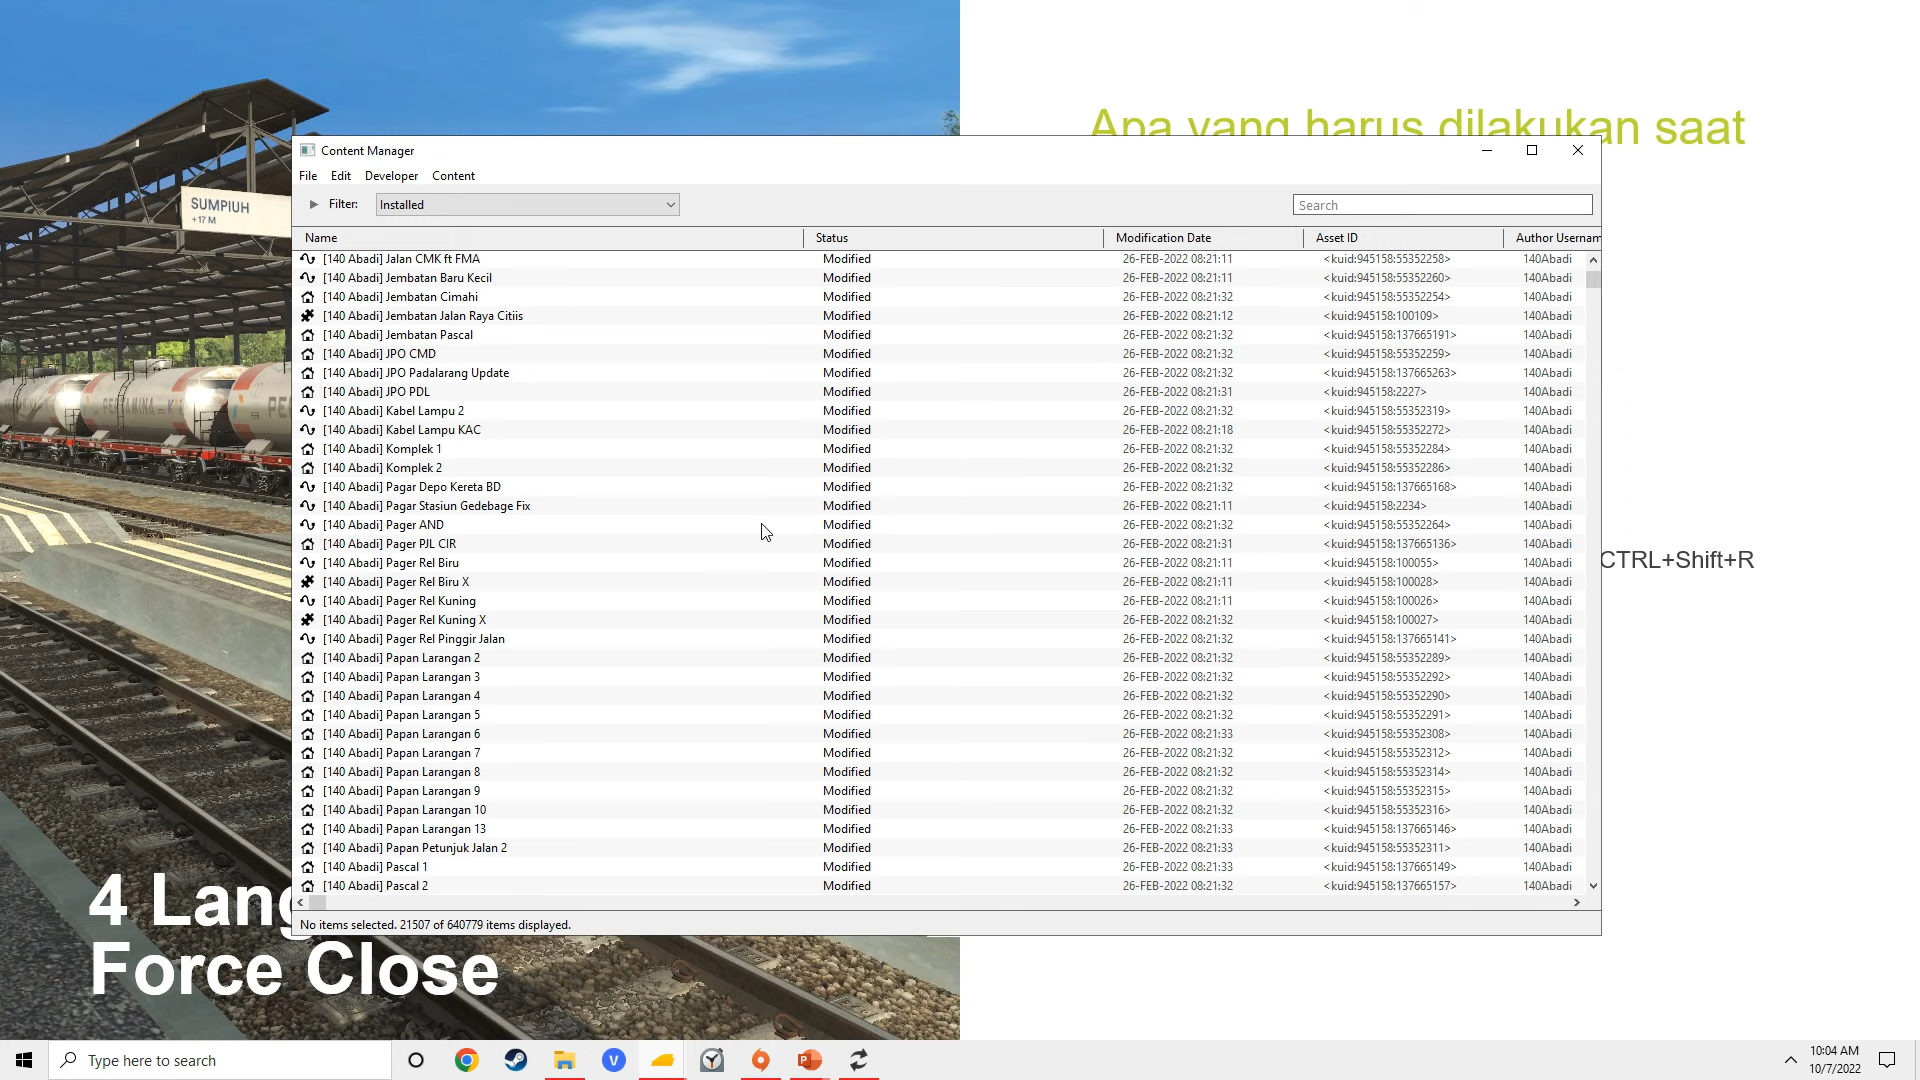 Apa yang harus dilakukan saat
SUMPIUH
+17 M
PERTAMINA
PE
Content Manager
File Edit Developer Content
Filter: Installed Search
Name Status Modification Date Asset ID Author Usernam
[140 Abadi] Jalan CMK ft FMA Modified 26-FEB-2022 08:21:11 <kuid:945158:55352258> 140Abadi
[140 Abadi] Jembatan Baru Kecil Modified 26-FEB-2022 08:21:11 <kuid:945158:55352260> 140Abadi
[140 Abadi] Jembatan Cimahi Modified 26-FEB-2022 08:21:32 <kuid:945158:55352254> 140Abadi
[140 Abadi] Jembatan Jalan Raya Citiis Modified 26-FEB-2022 08:21:12 <kuid:945158:100109> 140Abadi
[140 Abadi] Jembatan Pascal Modified 26-FEB-2022 08:21:32 <kuid:945158:137665191> 140Abadi
[140 Abadi] JPO CMD Modified 26-FEB-2022 08:21:32 <kuid:945158:55352259> 140Abadi
[140 Abadi] JPO Padalarang Update Modified 26-FEB-2022 08:21:32 <kuid:945158:137665263> 140Abadi
[140 Abadi] JPO PDL Modified 26-FEB-2022 08:21:31 <kuid:945158:2227> 140Abadi
[140 Abadi] Kabel Lampu 2 Modified 26-FEB-2022 08:21:32 <kuid:945158:55352319> 140Abadi
[140 Abadi] Kabel Lampu KAC Modified 26-FEB-2022 08:21:18 <kuid:945158:55352272> 140Abadi
[140 Abadi] Komplek 1 Modified 26-FEB-2022 08:21:32 <kuid:945158:55352284> 140Abadi
[140 Abadi] Komplek 2 Modified 26-FEB-2022 08:21:32 <kuid:945158:55352286> 140Abadi
[140 Abadi] Pagar Depo Kereta BD Modified 26-FEB-2022 08:21:32 <kuid:945158:137665168> 140Abadi
[140 Abadi] Pagar Stasiun Gedebage Fix Modified 26-FEB-2022 08:21:11 <kuid:945158:2234> 140Abadi
[140 Abadi] Pager AND Modified 26-FEB-2022 08:21:32 <kuid:945158:55352264> 140Abadi
[140 Abadi] Pager PJL CIR Modified 26-FEB-2022 08:21:31 <kuid:945158:137665136> 140Abadi
[140 Abadi] Pager Rel Biru Modified 26-FEB-2022 08:21:11 <kuid:945158:100055> 140Abadi
[140 Abadi] Pager Rel Biru X Modified 26-FEB-2022 08:21:11 <kuid:945158:100028> 140Abadi
[140 Abadi] Pager Rel Kuning Modified 26-FEB-2022 08:21:11 <kuid:945158:100026> 140Abadi
[140 Abadi] Pager Rel Kuning X Modified 26-FEB-2022 08:21:32 <kuid:945158:100027> 140Abadi
[140 Abadi] Pager Rel Pinggir Jalan Modified 26-FEB-2022 08:21:32 <kuid:945158:137665141> 140Abadi
[140 Abadi] Papan Larangan 2 Modified 26-FEB-2022 08:21:32 <kuid:945158:55352289> 140Abadi
[140 Abadi] Papan Larangan 3 Modified 26-FEB-2022 08:21:32 <kuid:945158:55352292> 140Abadi
[140 Abadi] Papan Larangan 4 Modified 26-FEB-2022 08:21:32 <kuid:945158:55352290> 140Abadi
[140 Abadi] Papan Larangan 5 Modified 26-FEB-2022 08:21:32 <kuid:945158:55352291> 140Abadi
[140 Abadi] Papan Larangan 6 Modified 26-FEB-2022 08:21:33 <kuid:945158:55352308> 140Abadi
[140 Abadi] Papan Larangan 7 Modified 26-FEB-2022 08:21:32 <kuid:945158:55352312> 140Abadi
[140 Abadi] Papan Larangan 8 Modified 26-FEB-2022 08:21:32 <kuid:945158:55352314> 140Abadi
[140 Abadi] Papan Larangan 9 Modified 26-FEB-2022 08:21:32 <kuid:945158:55352315> 140Abadi
[140 Abadi] Papan Larangan 10 Modified 26-FEB-2022 08:21:32 <kuid:945158:55352316> 140Abadi
[140 Abadi] Papan Larangan 13 Modified 26-FEB-2022 08:21:33 <kuid:945158:137665146> 140Abadi
[140 Abadi] Papan Petunjuk Jalan 2 Modified 26-FEB-2022 08:21:33 <kuid:945158:55352311> 140Abadi
[140 Abadi] Pascal 1 Modified 26-FEB-2022 08:21:33 <kuid:945158:137665149> 140Abadi
[140 Abadi] Pascal 2 Modified 26-FEB-2022 08:21:32 <kuid:945158:137665157> 140Abadi
No items selected. 21507 of 640779 items displayed.
CTRL+Shift+R
4 Lang
Force Close
Type here to search
10:04 AM
10/7/2022